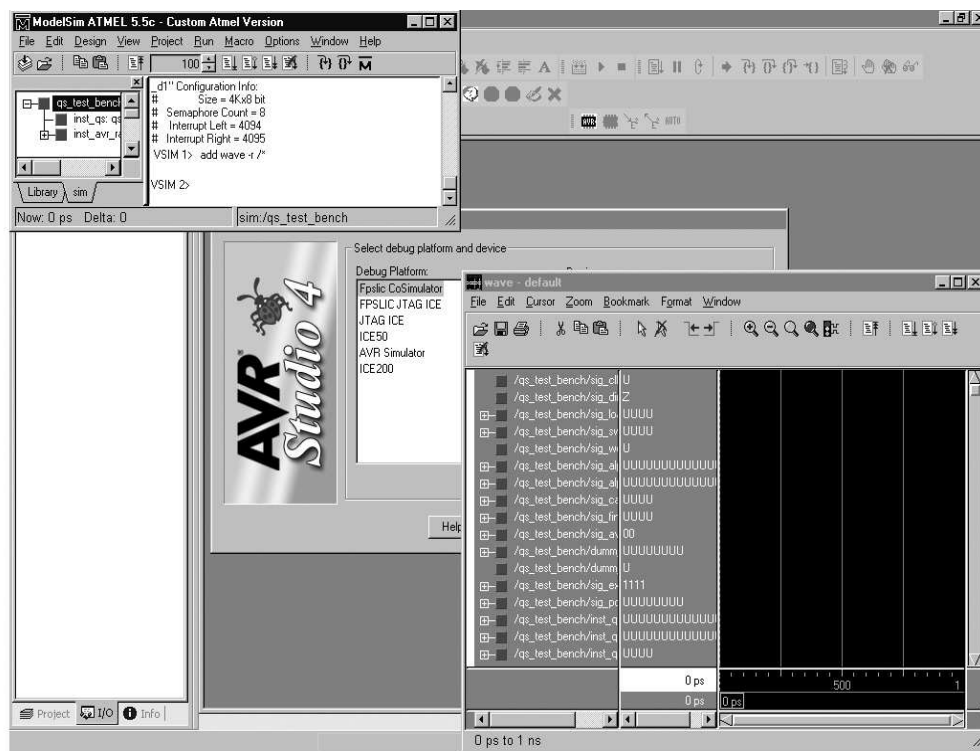 ModelSim ATMEL 5.5c - Custom Atmel Version
File Edit Design View Project Run Macro Options Window Help
100
qs_test_bench
inst_qs: qs
inst_avr_ra
Library sim
_d1" Configuration Info:
# Size = 4Kx8 bit
# Semaphore Count = 8
# Interrupt Left = 4094
# Interrupt Right = 4095
VSIM 1> add wave -r /*
VSIM 2>
Now: 0 ps Delta: 0 sim:/qs_test_bench
AVR
AUTO
AVR Studio 4
Select debug platform and device
Debug Platform:
Fpslic CoSimulator
FPSLIC JTAG ICE
JTAG ICE
ICE50
AVR Simulator
ICE200
Help
wave - default
File Edit Cursor Zoom Bookmark Format Window
/qs_test_bench/sig_cl U
/qs_test_bench/sig_di Z
/qs_test_bench/sig_lo UUUU
/qs_test_bench/sig_sv UUUU
/qs_test_bench/sig_w U
/qs_test_bench/sig_al UUUUUUUUUUUU
/qs_test_bench/sig_al UUUUUUUUUUUU
/qs_test_bench/sig_ca UUUU
/qs_test_bench/sig_fir UUUU
/qs_test_bench/sig_av 00
/qs_test_bench/dumm UUUUUUUU
/qs_test_bench/dumm U
/qs_test_bench/sig_ex 1111
/qs_test_bench/sig_po UUUUUUUU
/qs_test_bench/inst_q UUUUUUUUUUUU
/qs_test_bench/inst_q UUUUUUUUUUUU
/qs_test_bench/inst_q UUUU
0 ps 500 1
0 ps 0 ps
0 ps to 1 ns
Project I/O Info